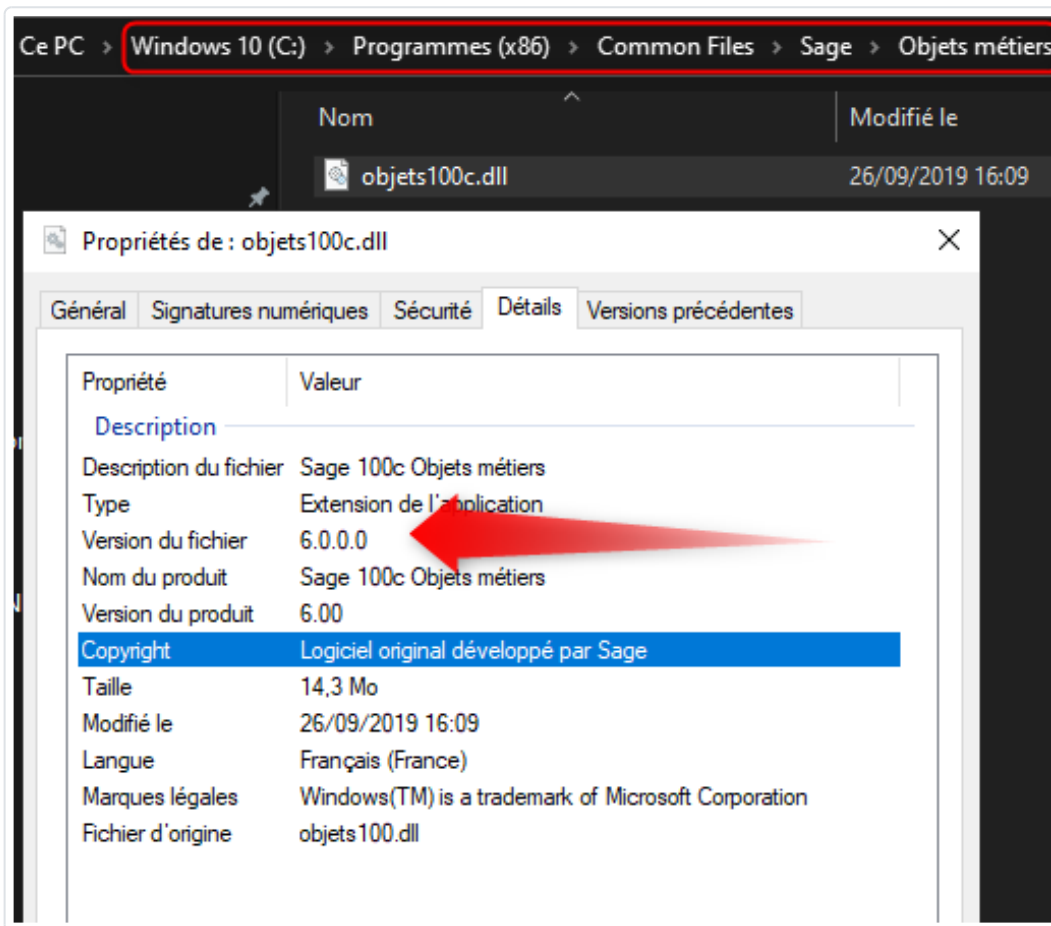 Ce PC > Windows 10 (C:) > Programmes (x86) > Common Files > Sage > Objets métiers
Nom Modifié le
objets100c.dll 26/09/2019 16:09
Propriétés de : objets100c.dll
Général Signatures numériques Sécurité Détails Versions précédentes
Propriété Valeur
Description
Description du fichier Sage 100c Objets métiers
Type Extension de l'application
Version du fichier 6.0.0.0
Nom du produit Sage 100c Objets métiers
Version du produit 6.00
Copyright Logiciel original développé par Sage
Taille 14,3 Mo
Modifié le 26/09/2019 16:09
Langue Français (France)
Marques légales Windows(TM) is a trademark of Microsoft Corporation
Fichier d'origine objets100.dll